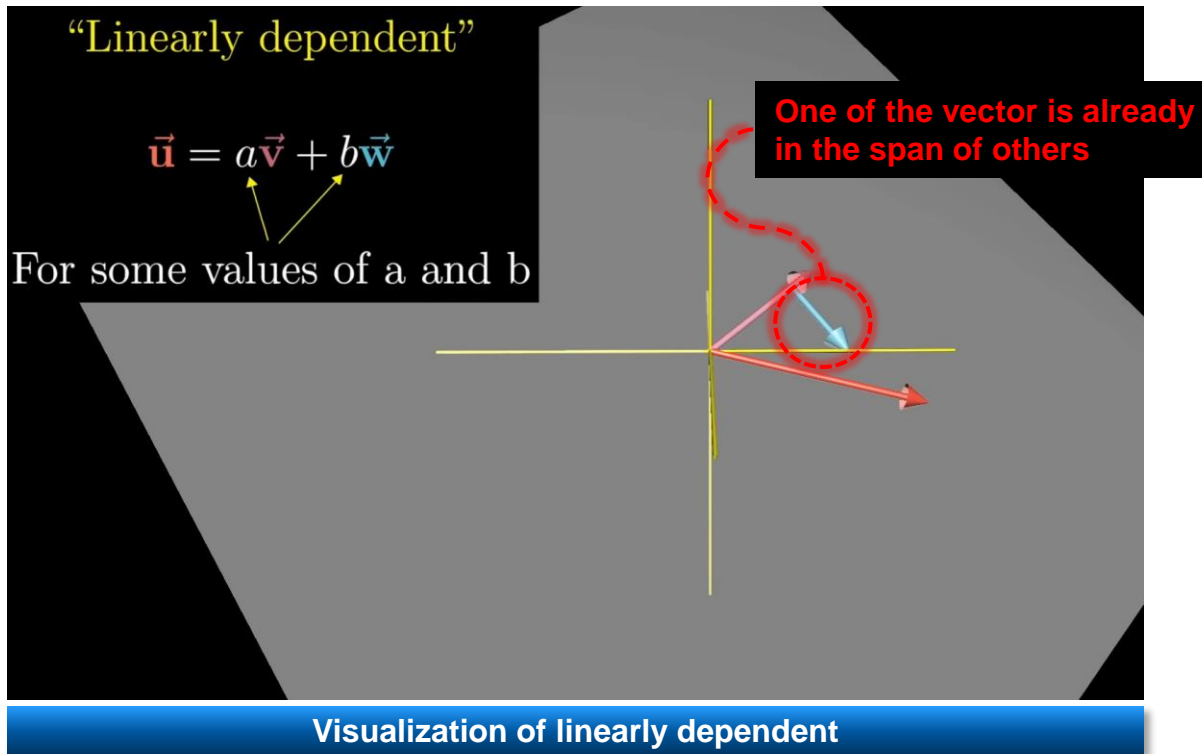 “Linearly dependent”
One of the vector is already
in the span of others
u⃗ = av⃗ + bw⃗
For some values of a and b
Visualization of linearly dependent